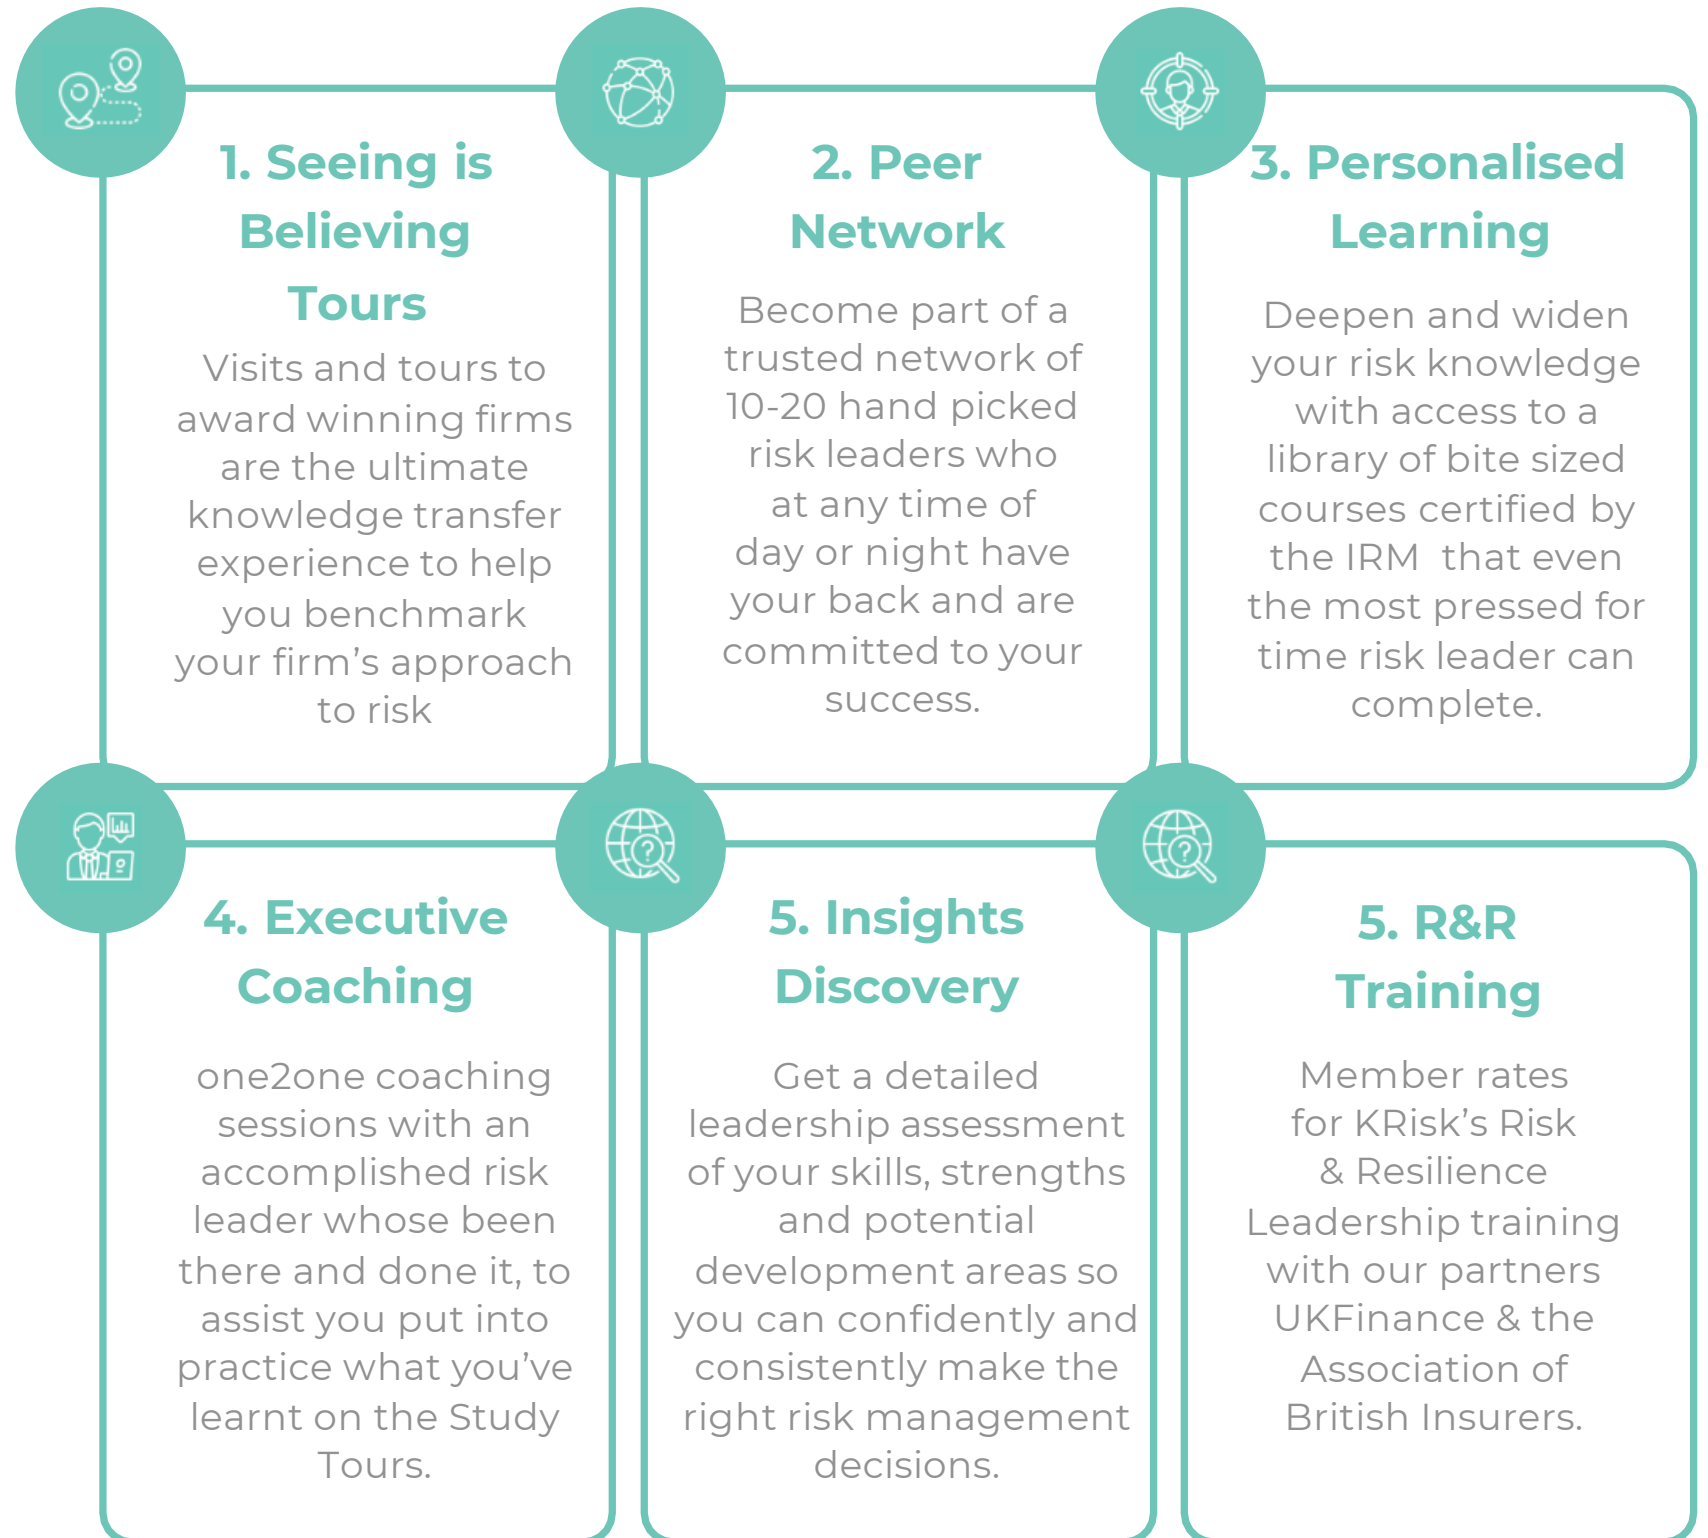 1. Seeing is
Believing
Tours
Visits and tours to
award winning firms
are the ultimate
knowledge transfer
experience to help
you benchmark
your firm’s approach
to risk
2. Peer
Network
Become part of a
trusted network of
10-20 hand picked
risk leaders who
at any time of
day or night have
your back and are
committed to your
success.
3. Personalised
Learning
Deepen and widen
your risk knowledge
with access to a
library of bite sized
courses certified by
the IRM  that even
the most pressed for
time risk leader can
complete.
4. Executive
Coaching
one2one coaching
sessions with an
accomplished risk
leader whose been
there and done it, to
assist you put into
practice what you’ve
learnt on the Study
Tours.
5. Insights
Discovery
Get a detailed
leadership assessment
of your skills, strengths
and potential
development areas so
you can confidently and
consistently make the
right risk management
decisions.
5. R&R
Training
Member rates
for KRisk’s Risk
& Resilience
Leadership training
with our partners
UKFinance & the
Association of
British Insurers.